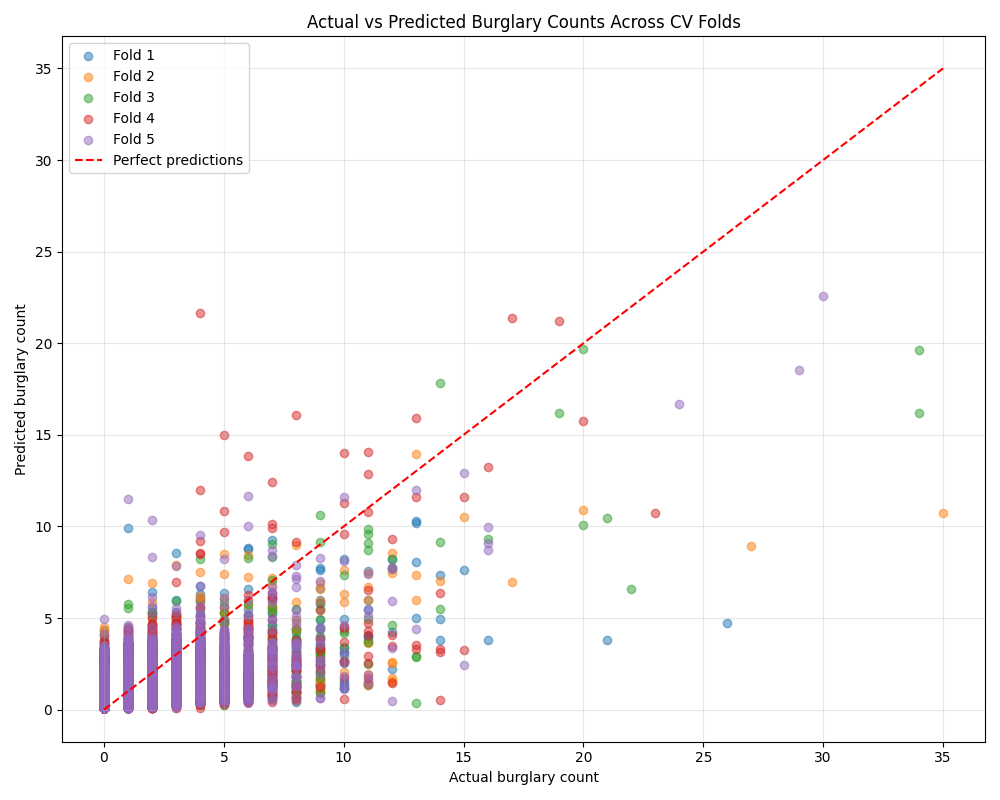 Actual vs Predicted Burglary Counts Across CV Folds
Fold 1
Fold 2
Fold 3
Fold 4
Fold 5
Perfect predictions
Predicted burglary count
35
30
25
20
15
10
5
0
0 5 10 15 20 25 30 35
Actual burglary count